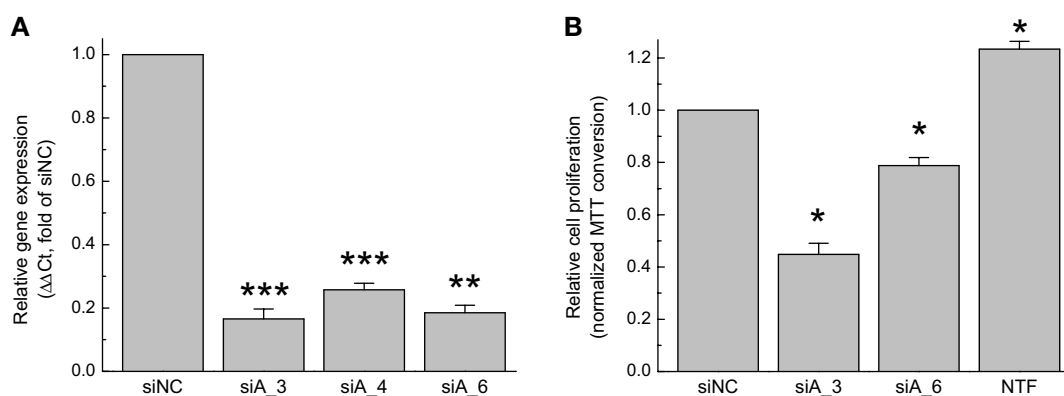 A
Relative gene expression
(ΔΔCt, fold of siNC)
1.0
0.8
0.6
0.4
0.2
0.0
***
***
**
siNC siA_3 siA_4 siA_6
B
Relative cell proliferation
(normalized MTT conversion)
1.2
1.0
0.8
0.6
0.4
0.2
0.0
*
*
*
siNC siA_3 siA_6 NTF